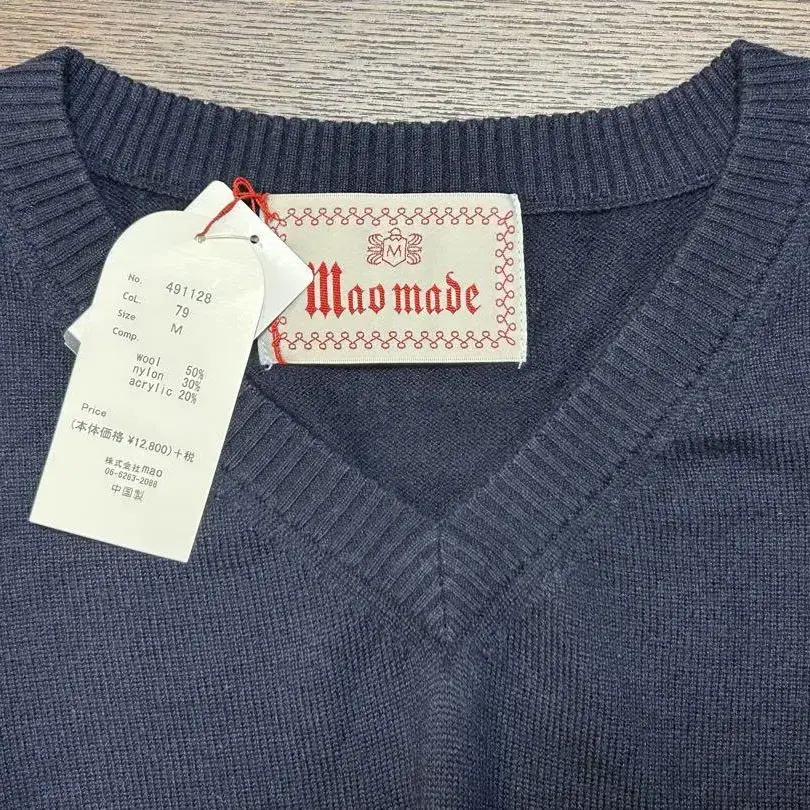 No. 491128
CoL. 79
Size M
Comp.
wool 50%
nylon 30%
acrylic 20%
Price
(本体価格 ¥12,800)+税
株式会社mao
06-6263-2088
中国製
M
Mao made